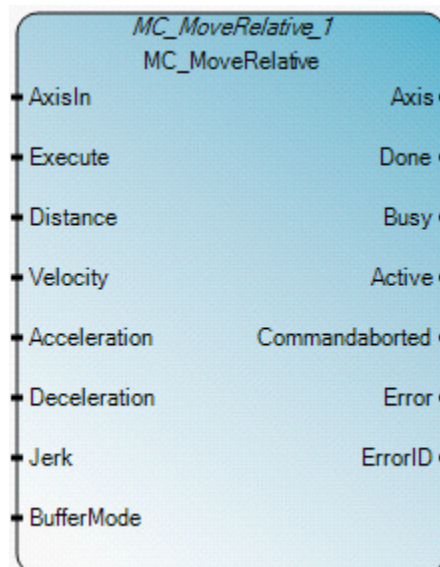 MC_MoveRelative_1
MC_MoveRelative
AxisIn Axis
Execute Done
Distance Busy
Velocity Active
Acceleration Commandaborted
Deceleration Error
Jerk ErrorID
BufferMode